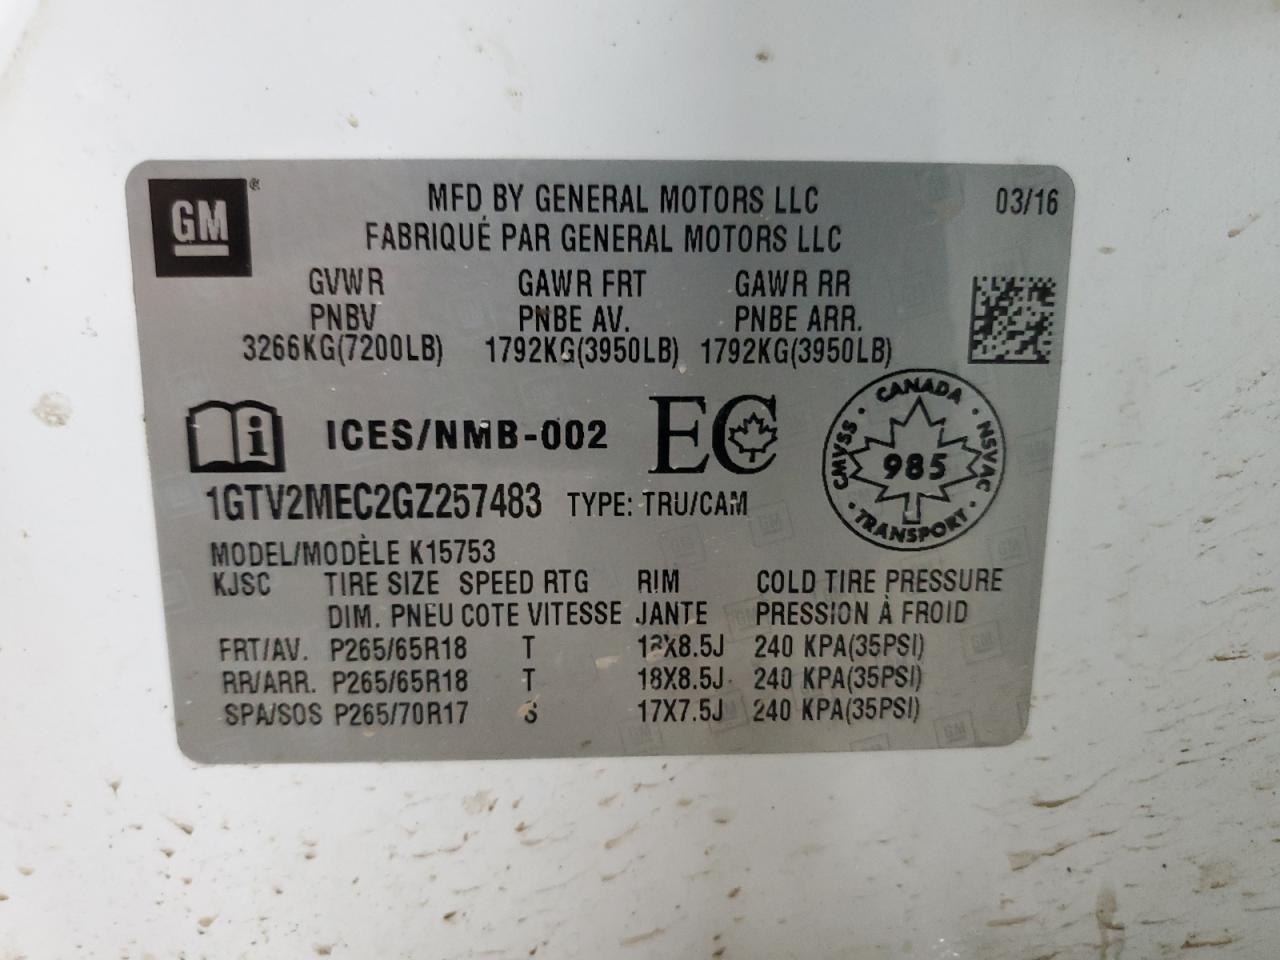 GM ®
MFD BY GENERAL MOTORS LLC 03/16
FABRIQUÉ PAR GENERAL MOTORS LLC
GVWR GAWR FRT GAWR RR
PNBV PNBE AV. PNBE ARR.
3266KG(7200LB) 1792KG(3950LB) 1792KG(3950LB)
i ICES/NMB-002 EC
CANADA
CMVSS 985 NSVAC
TRANSPORT
1GTV2MEC2GZ257483 TYPE: TRU/CAM
MODEL/MODÈLE K15753
KJSC TIRE SIZE SPEED RTG RIM COLD TIRE PRESSURE
DIM. PNEU COTE VITESSE JANTE PRESSION À FROID
FRT/AV. P265/65R18 T 18X8.5J 240 KPA(35PSI)
RR/ARR. P265/65R18 T 18X8.5J 240 KPA(35PSI)
SPA/SOS P265/70R17 S 17X7.5J 240 KPA(35PSI)